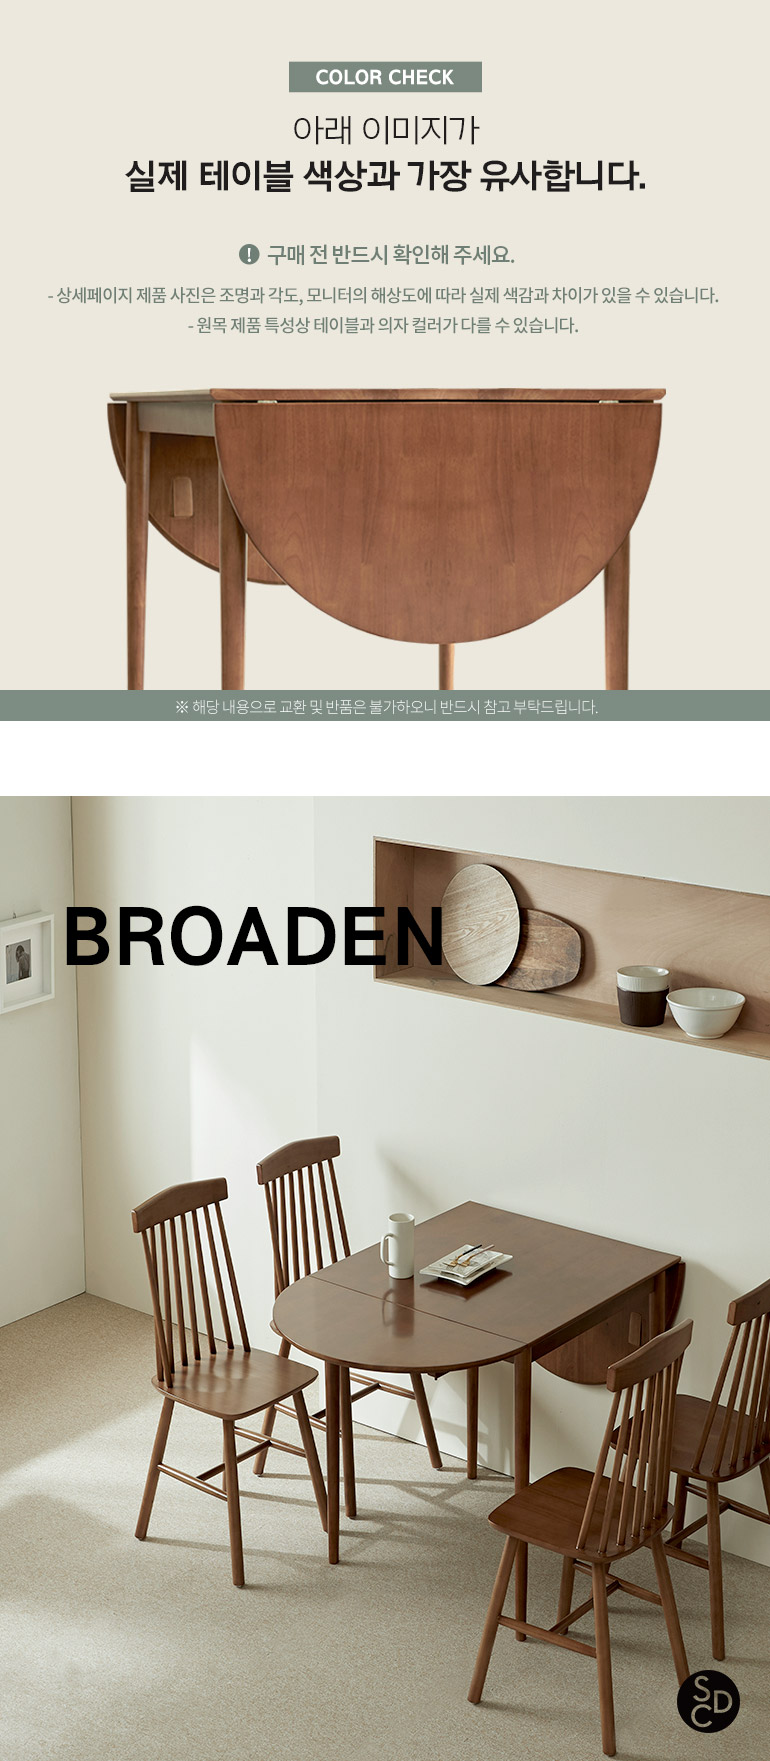 COLOR CHECK
아래 이미지가
실제 테이블 색상과 가장 유사합니다.
! 구매 전 반드시 확인해 주세요.
- 상세페이지 제품 사진은 조명과 각도, 모니터의 해상도에 따라 실제 색감과 차이가 있을 수 있습니다.
- 원목 제품 특성상 테이블과 의자 컬러가 다를 수 있습니다.
※ 해당 내용으로 교환 및 반품은 불가하오니 반드시 참고 부탁드립니다.
BROADEN
SDC